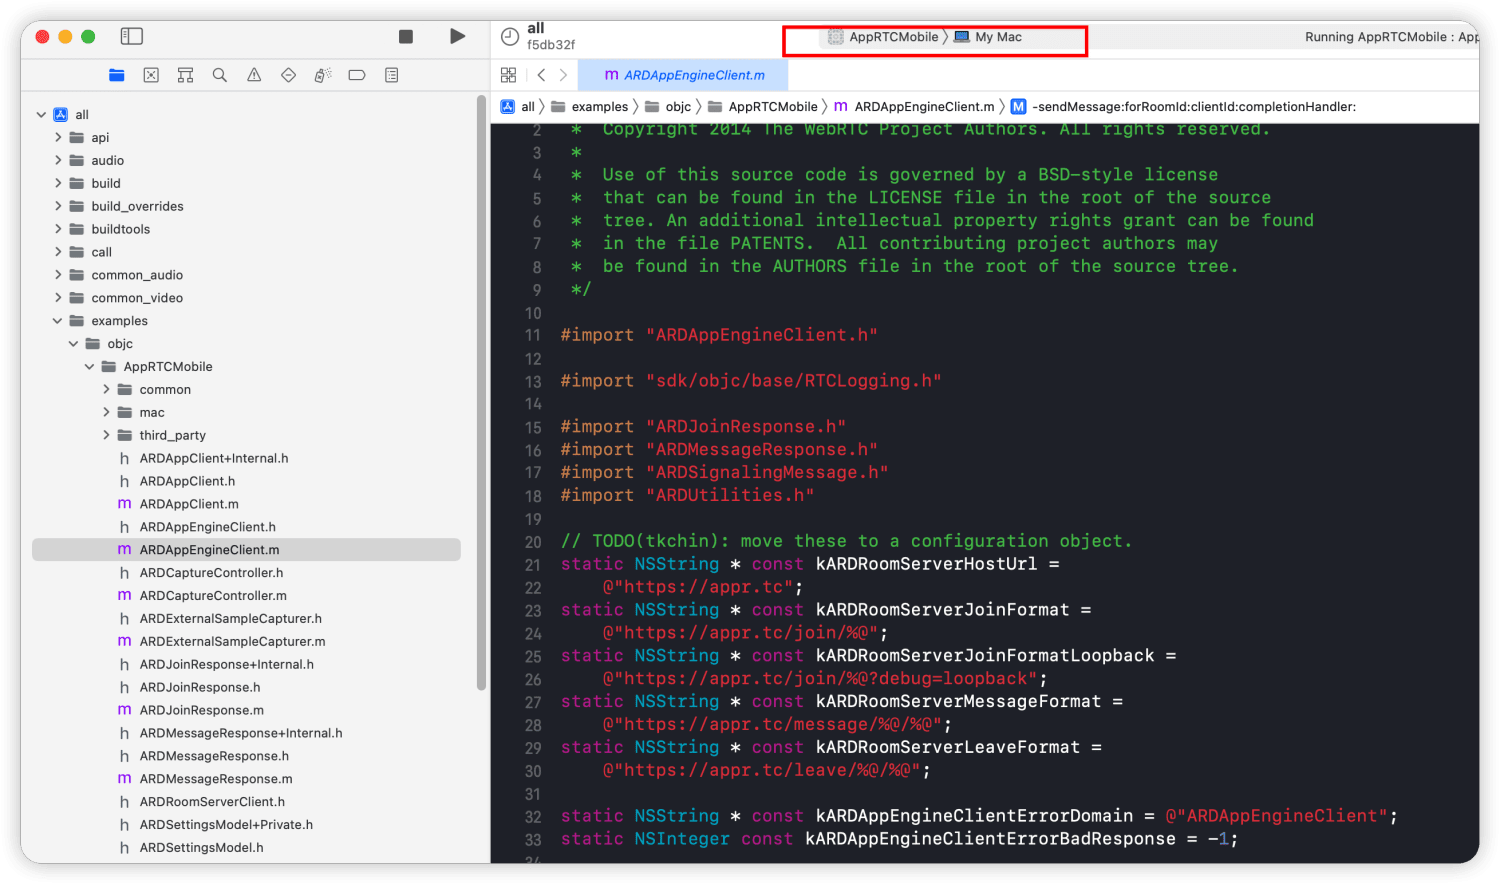 all
f5db32f
AppRTCMobile
My Mac
Running AppRTCMobile : App
m ARDAppEngineClient.m
all
examples
objc
AppRTCMobile
m ARDAppEngineClient.m
M -sendMessage:forRoomId:clientId:completionHandler:
all
api
audio
build
build_overrides
buildtools
call
common_audio
common_video
examples
objc
AppRTCMobile
common
mac
third_party
h ARDAppClient+Internal.h
h ARDAppClient.h
m ARDAppClient.m
h ARDAppEngineClient.h
m ARDAppEngineClient.m
h ARDCaptureController.h
m ARDCaptureController.m
h ARDExternalSampleCapturer.h
m ARDExternalSampleCapturer.m
h ARDJoinResponse+Internal.h
h ARDJoinResponse.h
m ARDJoinResponse.m
h ARDMessageResponse+Internal.h
h ARDMessageResponse.h
m ARDMessageResponse.m
h ARDRoomServerClient.h
h ARDSettingsModel+Private.h
h ARDSettingsModel.h
2 * Copyright 2014 The WebRTC Project Authors. All rights reserved.
3 *
4 * Use of this source code is governed by a BSD-style license
5 * that can be found in the LICENSE file in the root of the source
6 * tree. An additional intellectual property rights grant can be found
7 * in the file PATENTS.  All contributing project authors may
8 * be found in the AUTHORS file in the root of the source tree.
9 */
10
11 #import "ARDAppEngineClient.h"
12
13 #import "sdk/objc/base/RTCLogging.h"
14
15 #import "ARDJoinResponse.h"
16 #import "ARDMessageResponse.h"
17 #import "ARDSignalingMessage.h"
18 #import "ARDUtilities.h"
19
20 // TODO(tkchin): move these to a configuration object.
21 static NSString * const kARDRoomServerHostUrl =
22 @"https://appr.tc";
23 static NSString * const kARDRoomServerJoinFormat =
24 @"https://appr.tc/join/%@";
25 static NSString * const kARDRoomServerJoinFormatLoopback =
26 @"https://appr.tc/join/%@?debug=loopback";
27 static NSString * const kARDRoomServerMessageFormat =
28 @"https://appr.tc/message/%@/%@";
29 static NSString * const kARDRoomServerLeaveFormat =
30 @"https://appr.tc/leave/%@/%@";
31
32 static NSString * const kARDAppEngineClientErrorDomain = @"ARDAppEngineClient";
33 static NSInteger const kARDAppEngineClientErrorBadResponse = -1;
34